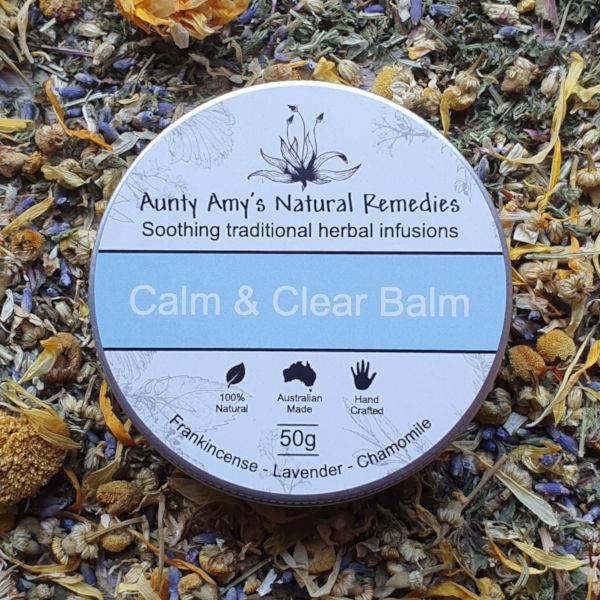 Aunty Amy's Natural Remedies
Soothing traditional herbal infusions
Calm & Clear Balm
100%
Natural
Australian
Made
Hand
Crafted
50g
Frankincense - Lavender - Chamomile